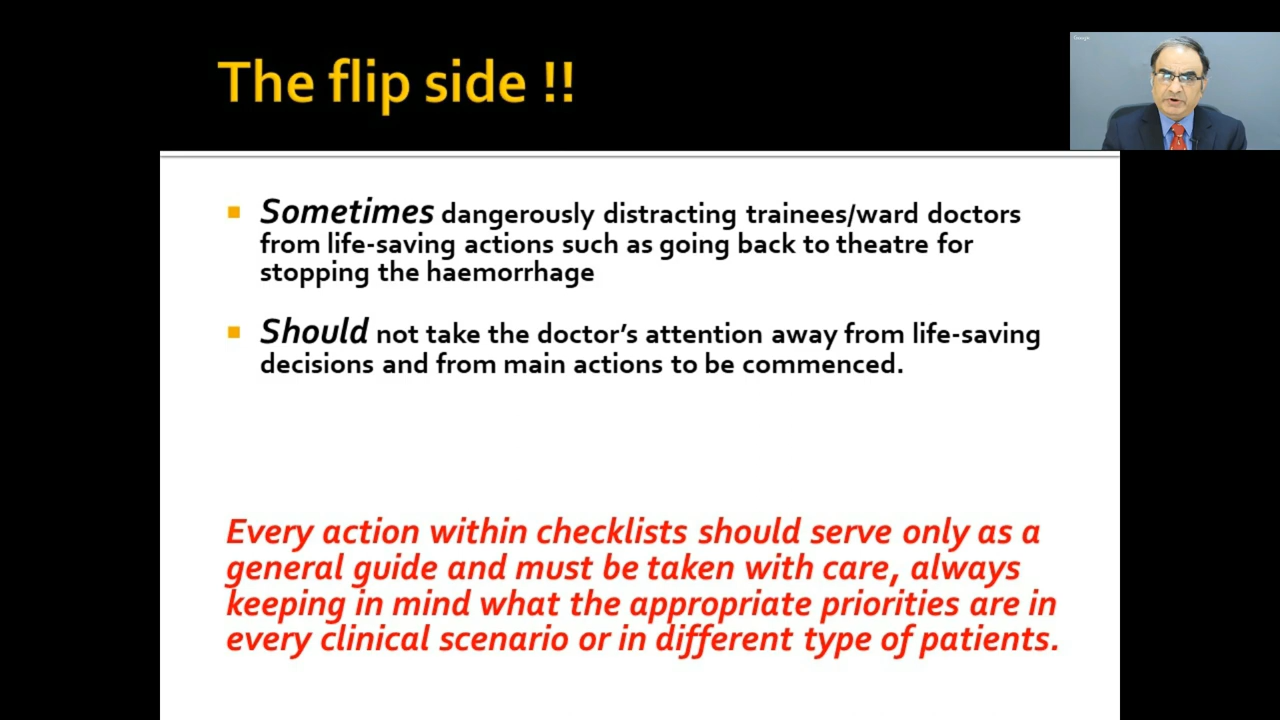 The flip side !!
Sometimes dangerously distracting trainees/ward doctors
from life-saving actions such as going back to theatre for
stopping the haemorrhage
Should not take the doctor’s attention away from life-saving
decisions and from main actions to be commenced.
Every action within checklists should serve only as a
general guide and must be taken with care, always
keeping in mind what the appropriate priorities are in
every clinical scenario or in different type of patients.